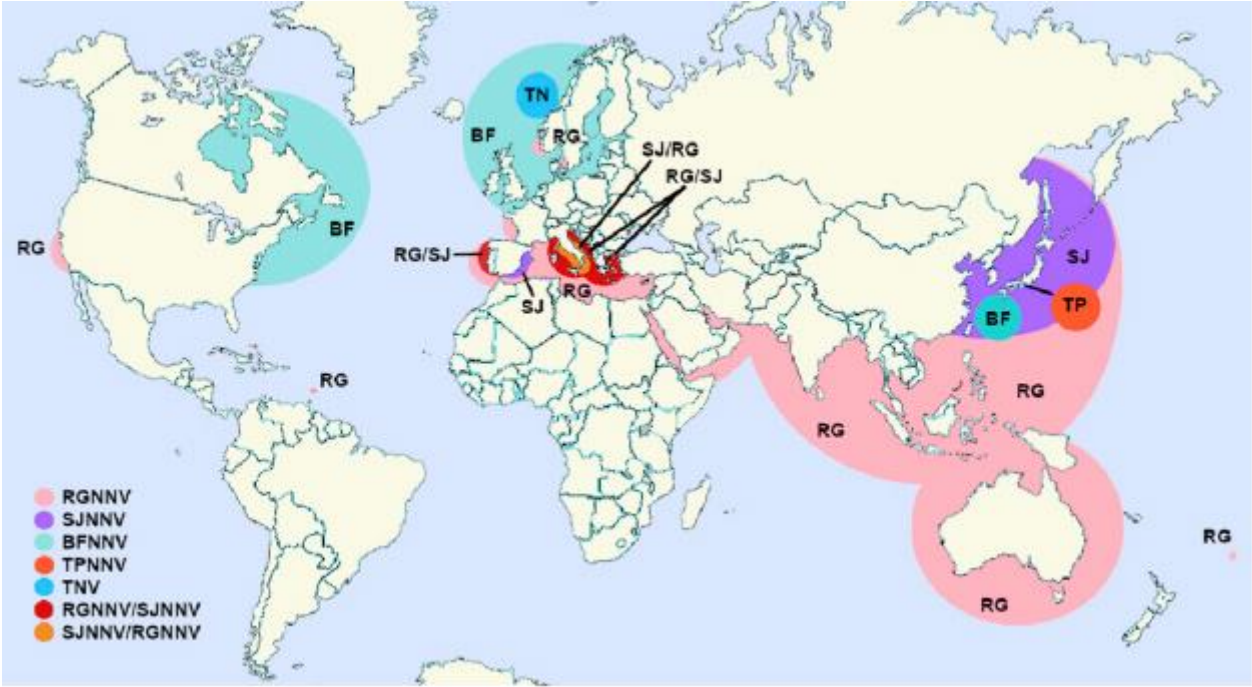 TN
BF
RG
SJ/RG
RG/SJ
BF
RG
RG/SJ
SJ
RG
SJ
BF
TP
RG
RG
RG
RG
RG
RGNNV
SJNNV
BFNNV
TPNNV
TNV
RGNNV/SJNNV
SJNNV/RGNNV